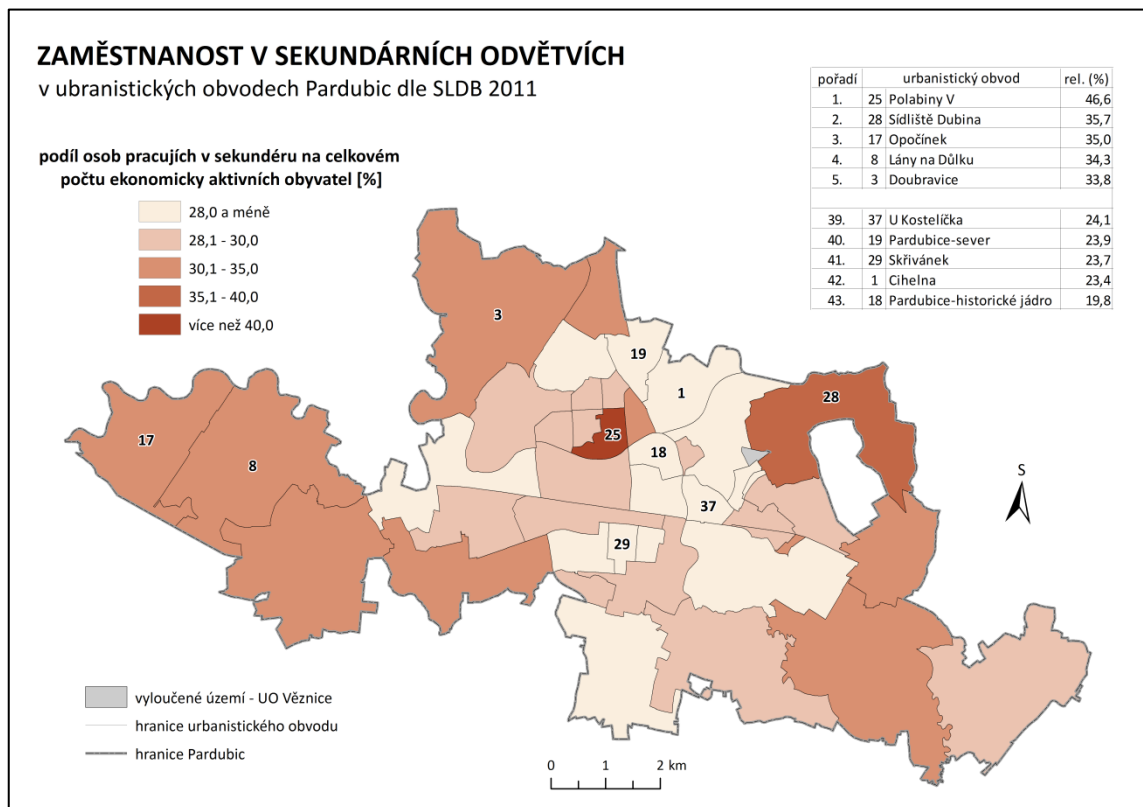 ZAMĚSTNANOST V SEKUNDÁRNÍCH ODVĚTVÍCH
v ubranistických obvodech Pardubic dle SLDB 2011
podíl osob pracujích v sekundéru na celkovém
počtu ekonomicky aktivních obyvatel [%]
28,0 a méně
28,1 - 30,0
30,1 - 35,0
35,1 - 40,0
více než 40,0
pořadí urbanistický obvod rel. (%)
1. 25 Polabiny V 46,6
2. 28 Sídliště Dubina 35,7
3. 17 Opočínek 35,0
4. 8 Lány na Důlku 34,3
5. 3 Doubravice 33,8
39. 37 U Kostelíčka 24,1
40. 19 Pardubice-sever 23,9
41. 29 Skřivánek 23,7
42. 1 Cihelna 23,4
43. 18 Pardubice-historické jádro 19,8
3
19
1
28
25
17
18
8
37
29
S
vyloučené území - UO Věznice
hranice urbanistického obvodu
hranice Pardubic
0 1 2 km